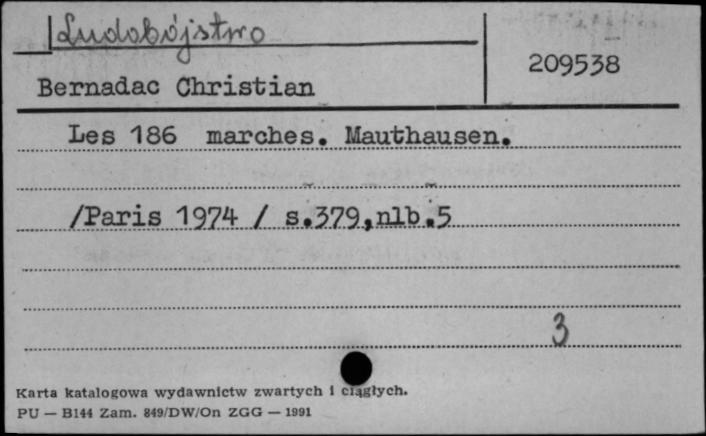 Ludobójstwo
209538
Bernadac Christian
Les 186 marches. Mauthausen.
/Paris 1974 / s.379,nlb.5
3
Karta katalogowa wydawnictw zwartych i ciągłych.
PU — B144 Zam. 849/DW/On ZGG — 1991